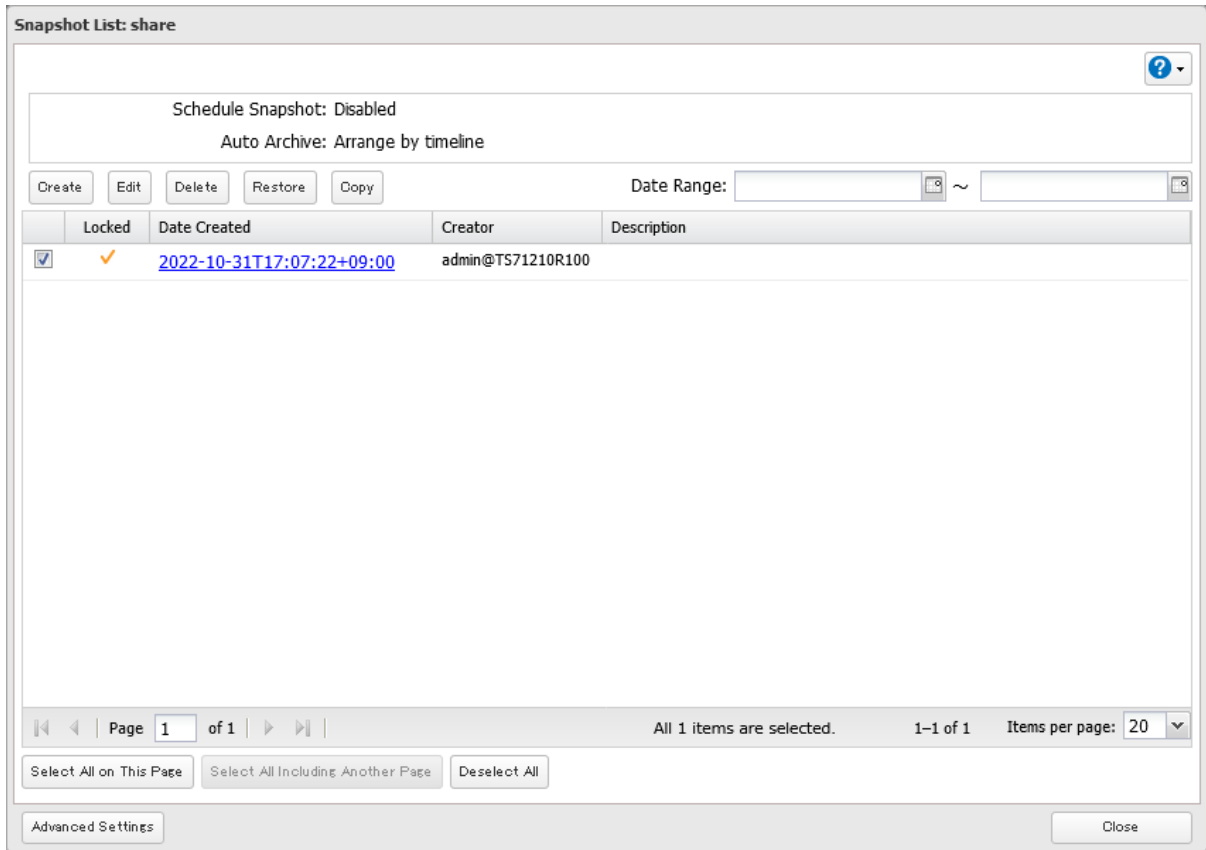 Snapshot List: share
?
Schedule Snapshot: Disabled
Auto Archive: Arrange by timeline
Create Edit Delete Restore Copy Date Range: ~
Locked Date Created Creator Description
2022-10-31T17:07:22+09:00 admin@TS71210R100
Page 1 of 1 All 1 items are selected. 1–1 of 1 Items per page: 20
Select All on This Page Select All Including Another Page Deselect All
Advanced Settings Close